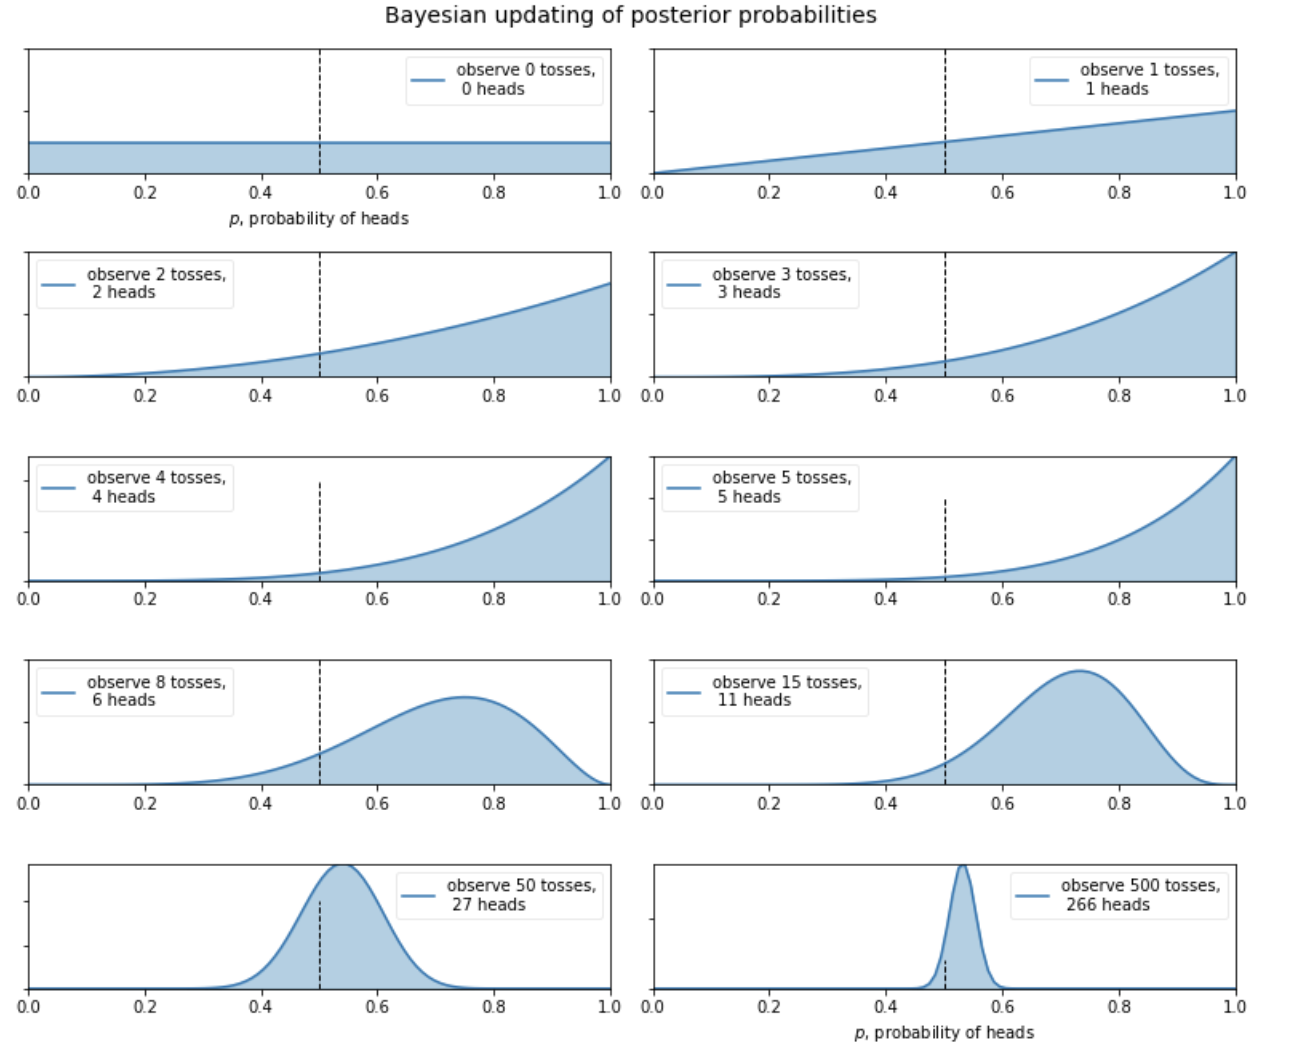 Bayesian updating of posterior probabilities
observe 0 tosses,
0 heads
0.0 0.2 0.4 0.6 0.8 1.0
p, probability of heads
observe 1 tosses,
1 heads
0.0 0.2 0.4 0.6 0.8 1.0
observe 2 tosses,
2 heads
0.0 0.2 0.4 0.6 0.8 1.0
observe 3 tosses,
3 heads
0.0 0.2 0.4 0.6 0.8 1.0
observe 4 tosses,
4 heads
0.0 0.2 0.4 0.6 0.8 1.0
observe 5 tosses,
5 heads
0.0 0.2 0.4 0.6 0.8 1.0
observe 8 tosses,
6 heads
0.0 0.2 0.4 0.6 0.8 1.0
observe 15 tosses,
11 heads
0.0 0.2 0.4 0.6 0.8 1.0
observe 50 tosses,
27 heads
0.0 0.2 0.4 0.6 0.8 1.0
observe 500 tosses,
266 heads
0.0 0.2 0.4 0.6 0.8 1.0
p, probability of heads